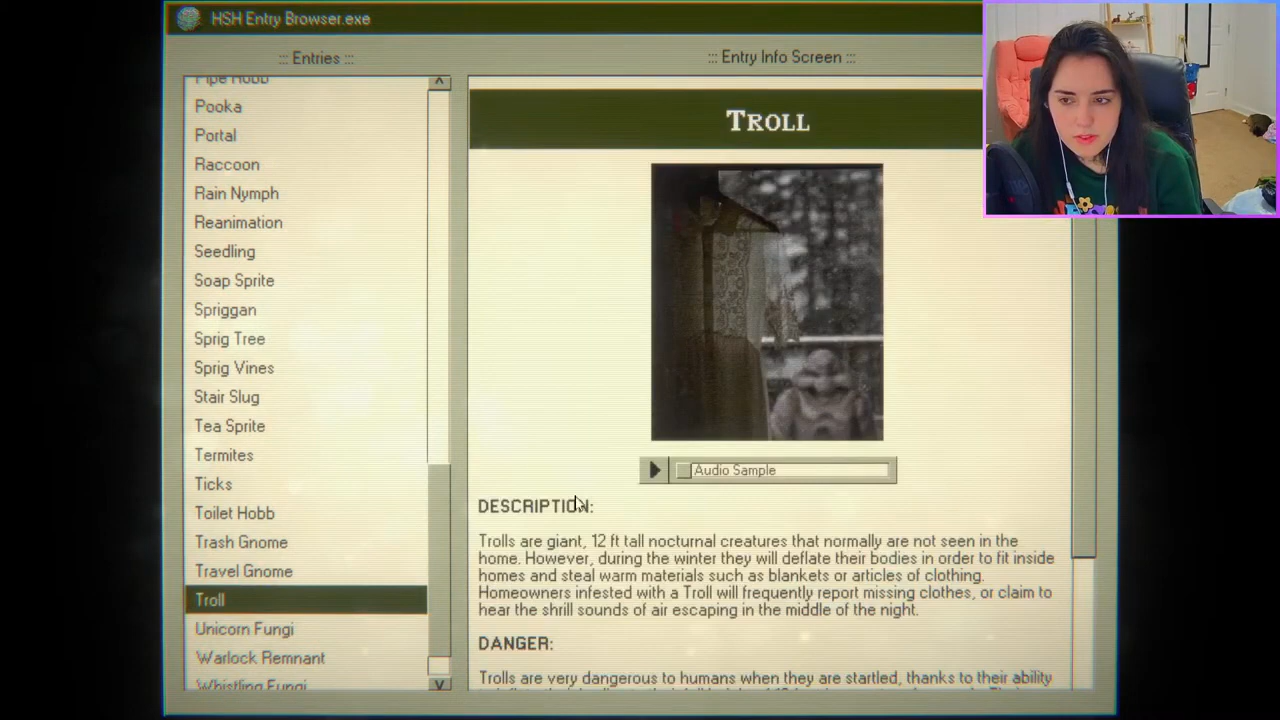 HSH Entry Browser.exe
::: Entries :::
::: Entry Info Screen :::
Pipe Hobb
Pooka
Portal
Raccoon
Rain Nymph
Reanimation
Seedling
Soap Sprite
Spriggan
Sprig Tree
Sprig Vines
Stair Slug
Tea Sprite
Termites
Ticks
Toilet Hobb
Trash Gnome
Travel Gnome
Troll
Unicorn Fungi
Warlock Remnant
Whistling Fungi
TROLL
Audio Sample
DESCRIPTION:
Trolls are giant, 12 ft tall nocturnal creatures that normally are not seen in the
home. However, during the winter they will deflate their bodies in order to fit inside
homes and steal warm materials such as blankets or articles of clothing.
Homeowners infested with a Troll will frequently report missing clothes, or claim to
hear the shrill sounds of air escaping in the middle of the night.
DANGER:
Trolls are very dangerous to humans when they are startled, thanks to their ability